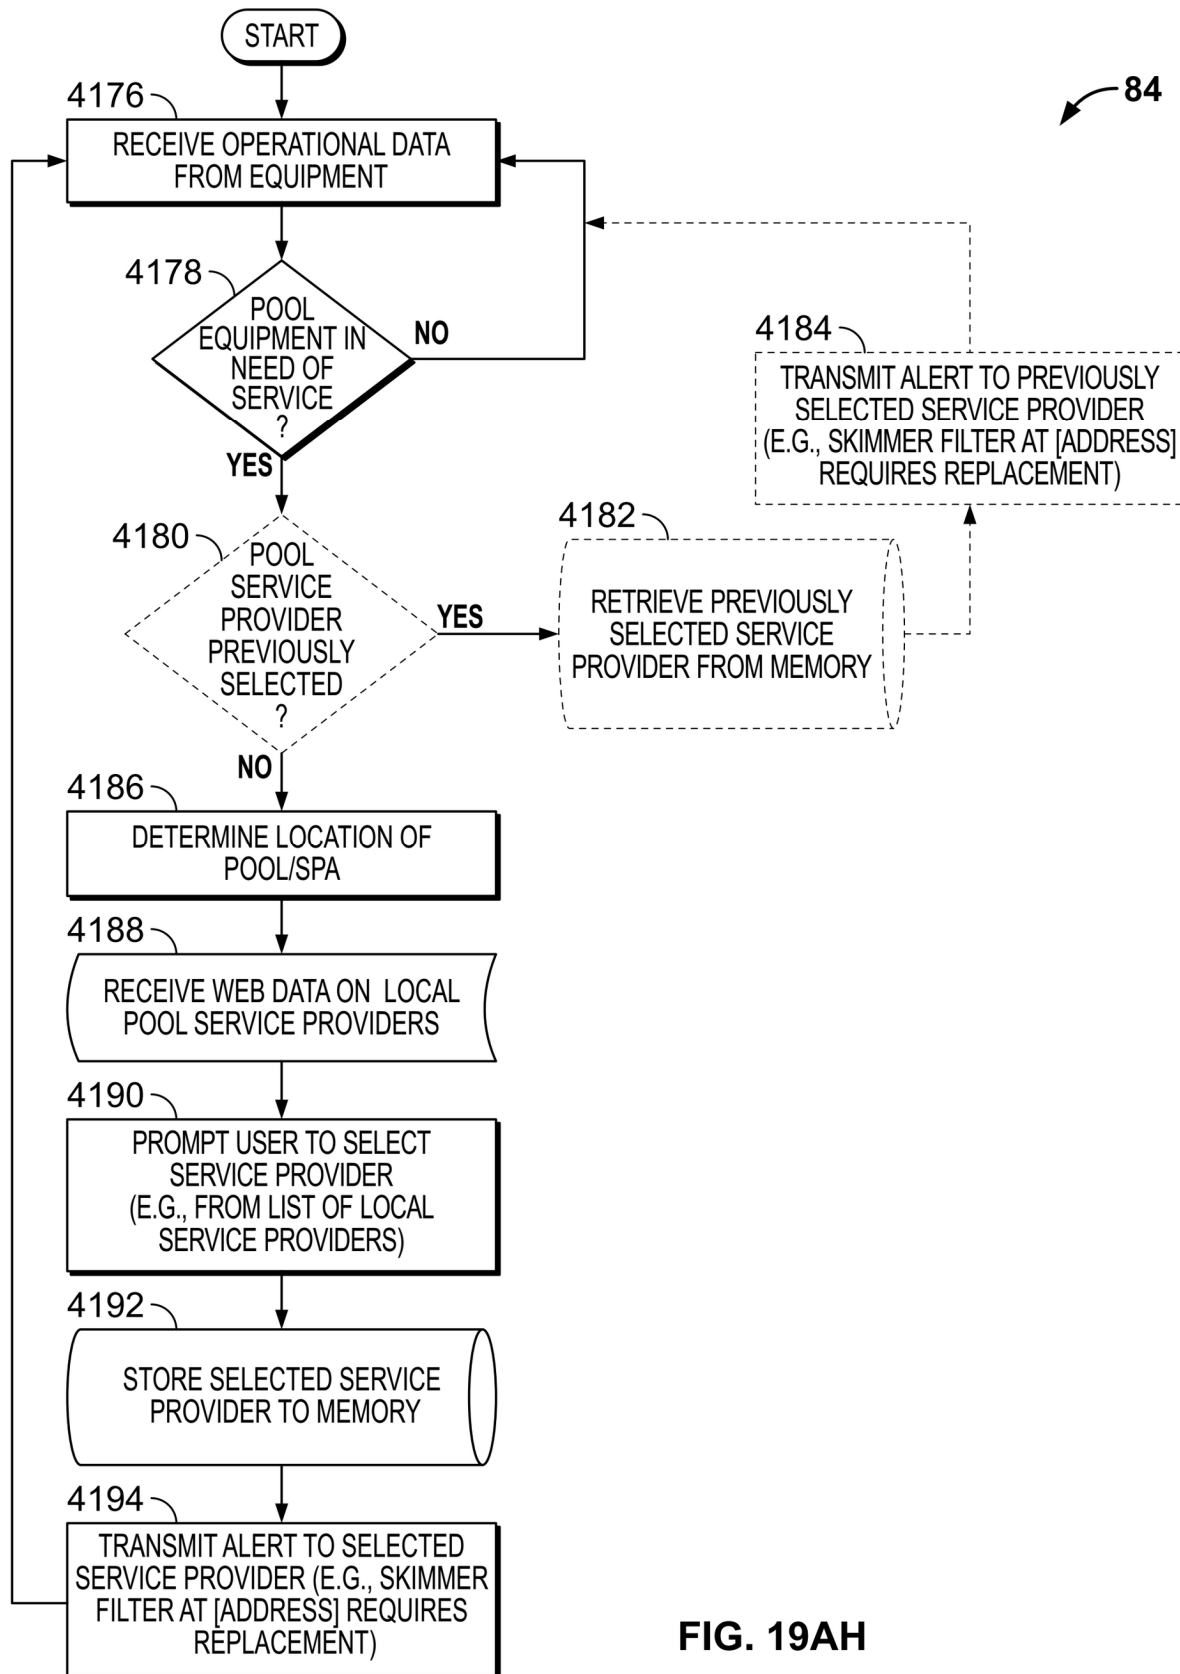 START
84
4176
RECEIVE OPERATIONAL DATA
FROM EQUIPMENT
4178
POOL
EQUIPMENT IN
NEED OF
SERVICE
?
NO
YES
4184
TRANSMIT ALERT TO PREVIOUSLY
SELECTED SERVICE PROVIDER
(E.G., SKIMMER FILTER AT [ADDRESS]
REQUIRES REPLACEMENT)
4180
POOL
SERVICE
PROVIDER
PREVIOUSLY
SELECTED
?
YES
NO
4182
RETRIEVE PREVIOUSLY
SELECTED SERVICE
PROVIDER FROM MEMORY
4186
DETERMINE LOCATION OF
POOL/SPA
4188
RECEIVE WEB DATA ON LOCAL
POOL SERVICE PROVIDERS
4190
PROMPT USER TO SELECT
SERVICE PROVIDER
(E.G., FROM LIST OF LOCAL
SERVICE PROVIDERS)
4192
STORE SELECTED SERVICE
PROVIDER TO MEMORY
4194
TRANSMIT ALERT TO SELECTED
SERVICE PROVIDER (E.G., SKIMMER
FILTER AT [ADDRESS] REQUIRES
REPLACEMENT)
FIG. 19AH